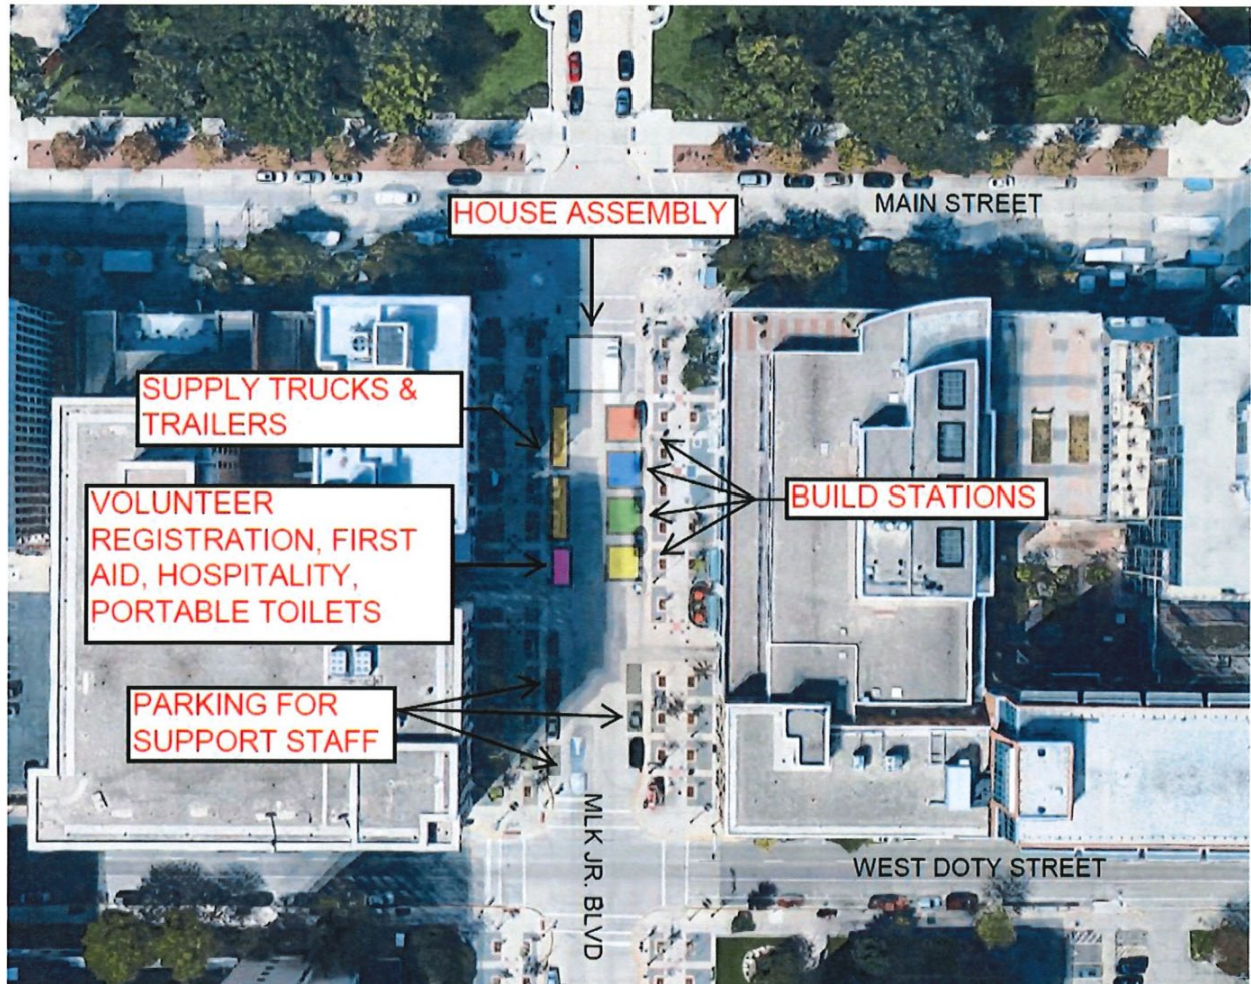 MAIN STREET
HOUSE ASSEMBLY
SUPPLY TRUCKS &
TRAILERS
VOLUNTEER
REGISTRATION, FIRST
AID, HOSPITALITY,
PORTABLE TOILETS
BUILD STATIONS
PARKING FOR
SUPPORT STAFF
MLK JR. BLVD
WEST DOTY STREET